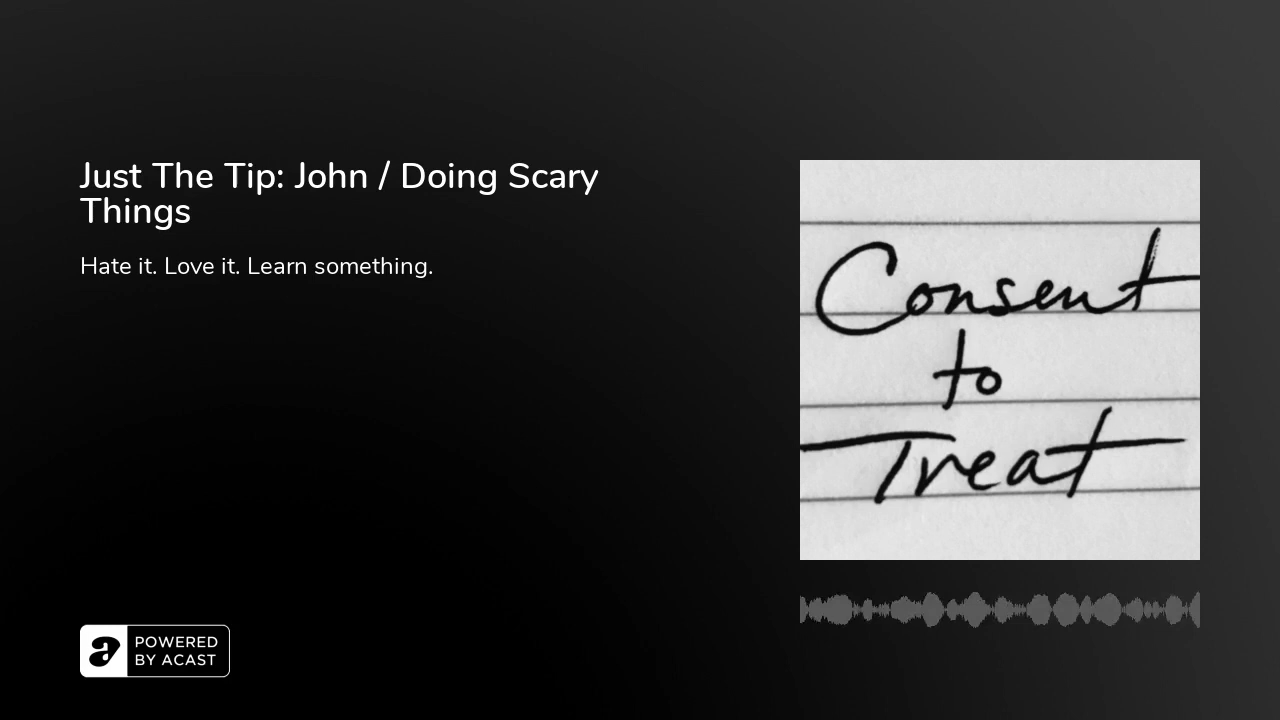 Just The Tip: John / Doing Scary
Things
Hate it. Love it. Learn something.
Consent
to
Treat
POWERED
BY ACAST